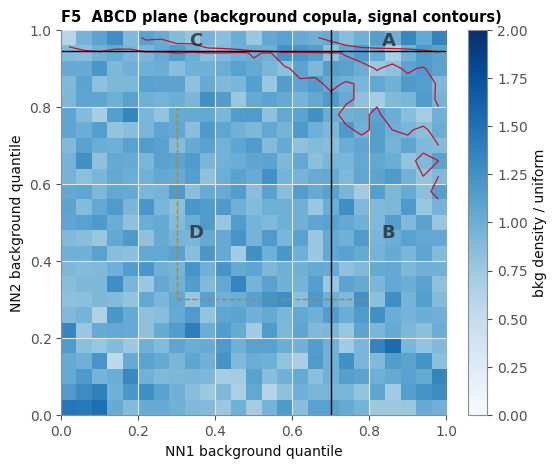 F5 ABCD plane (background copula, signal contours)
C
A
D
B
1.0
0.8
0.6
0.4
0.2
0.0
0.0
0.2
0.4
0.6
0.8
1.0
NN2 background quantile
NN1 background quantile
2.00
1.75
1.50
1.25
1.00
0.75
0.50
0.25
0.00
bkg density / uniform